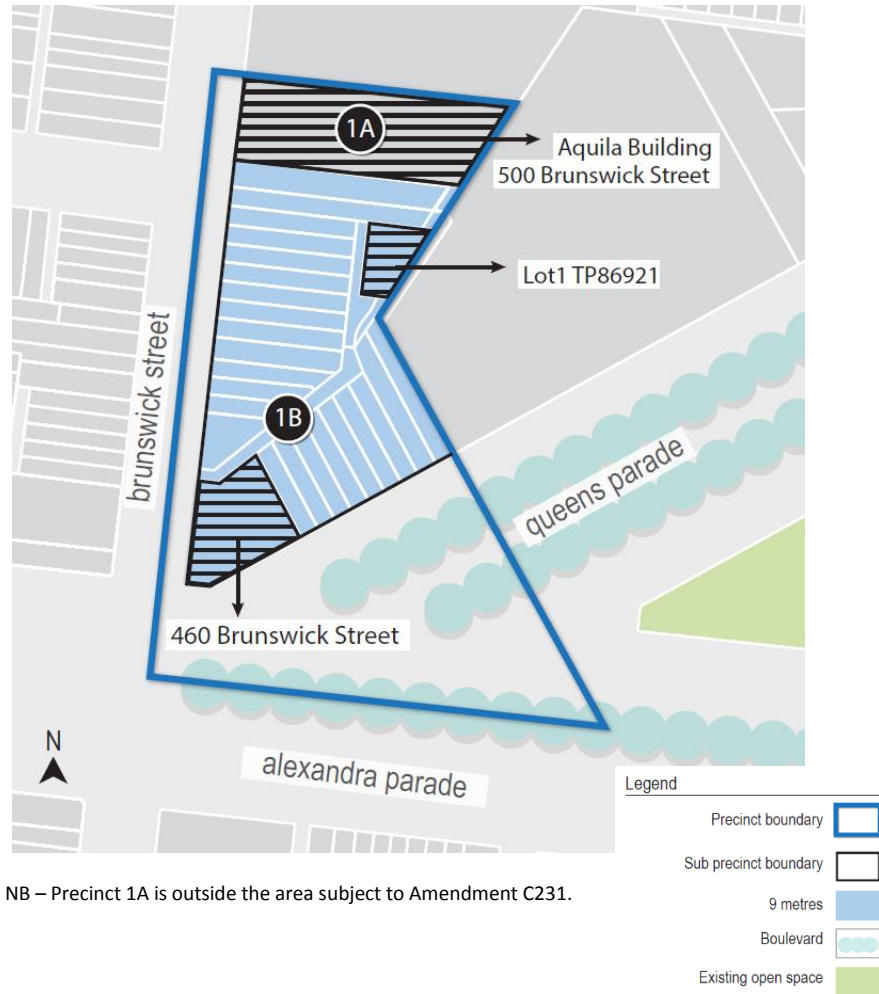 1A
Aquila Building
500 Brunswick Street
Lot1 TP86921
brunswick street
1B
queens parade
460 Brunswick Street
N
alexandra parade
Legend
Precinct boundary
Sub precinct boundary
9 metres
Boulevard
Existing open space
NB – Precinct 1A is outside the area subject to Amendment C231.